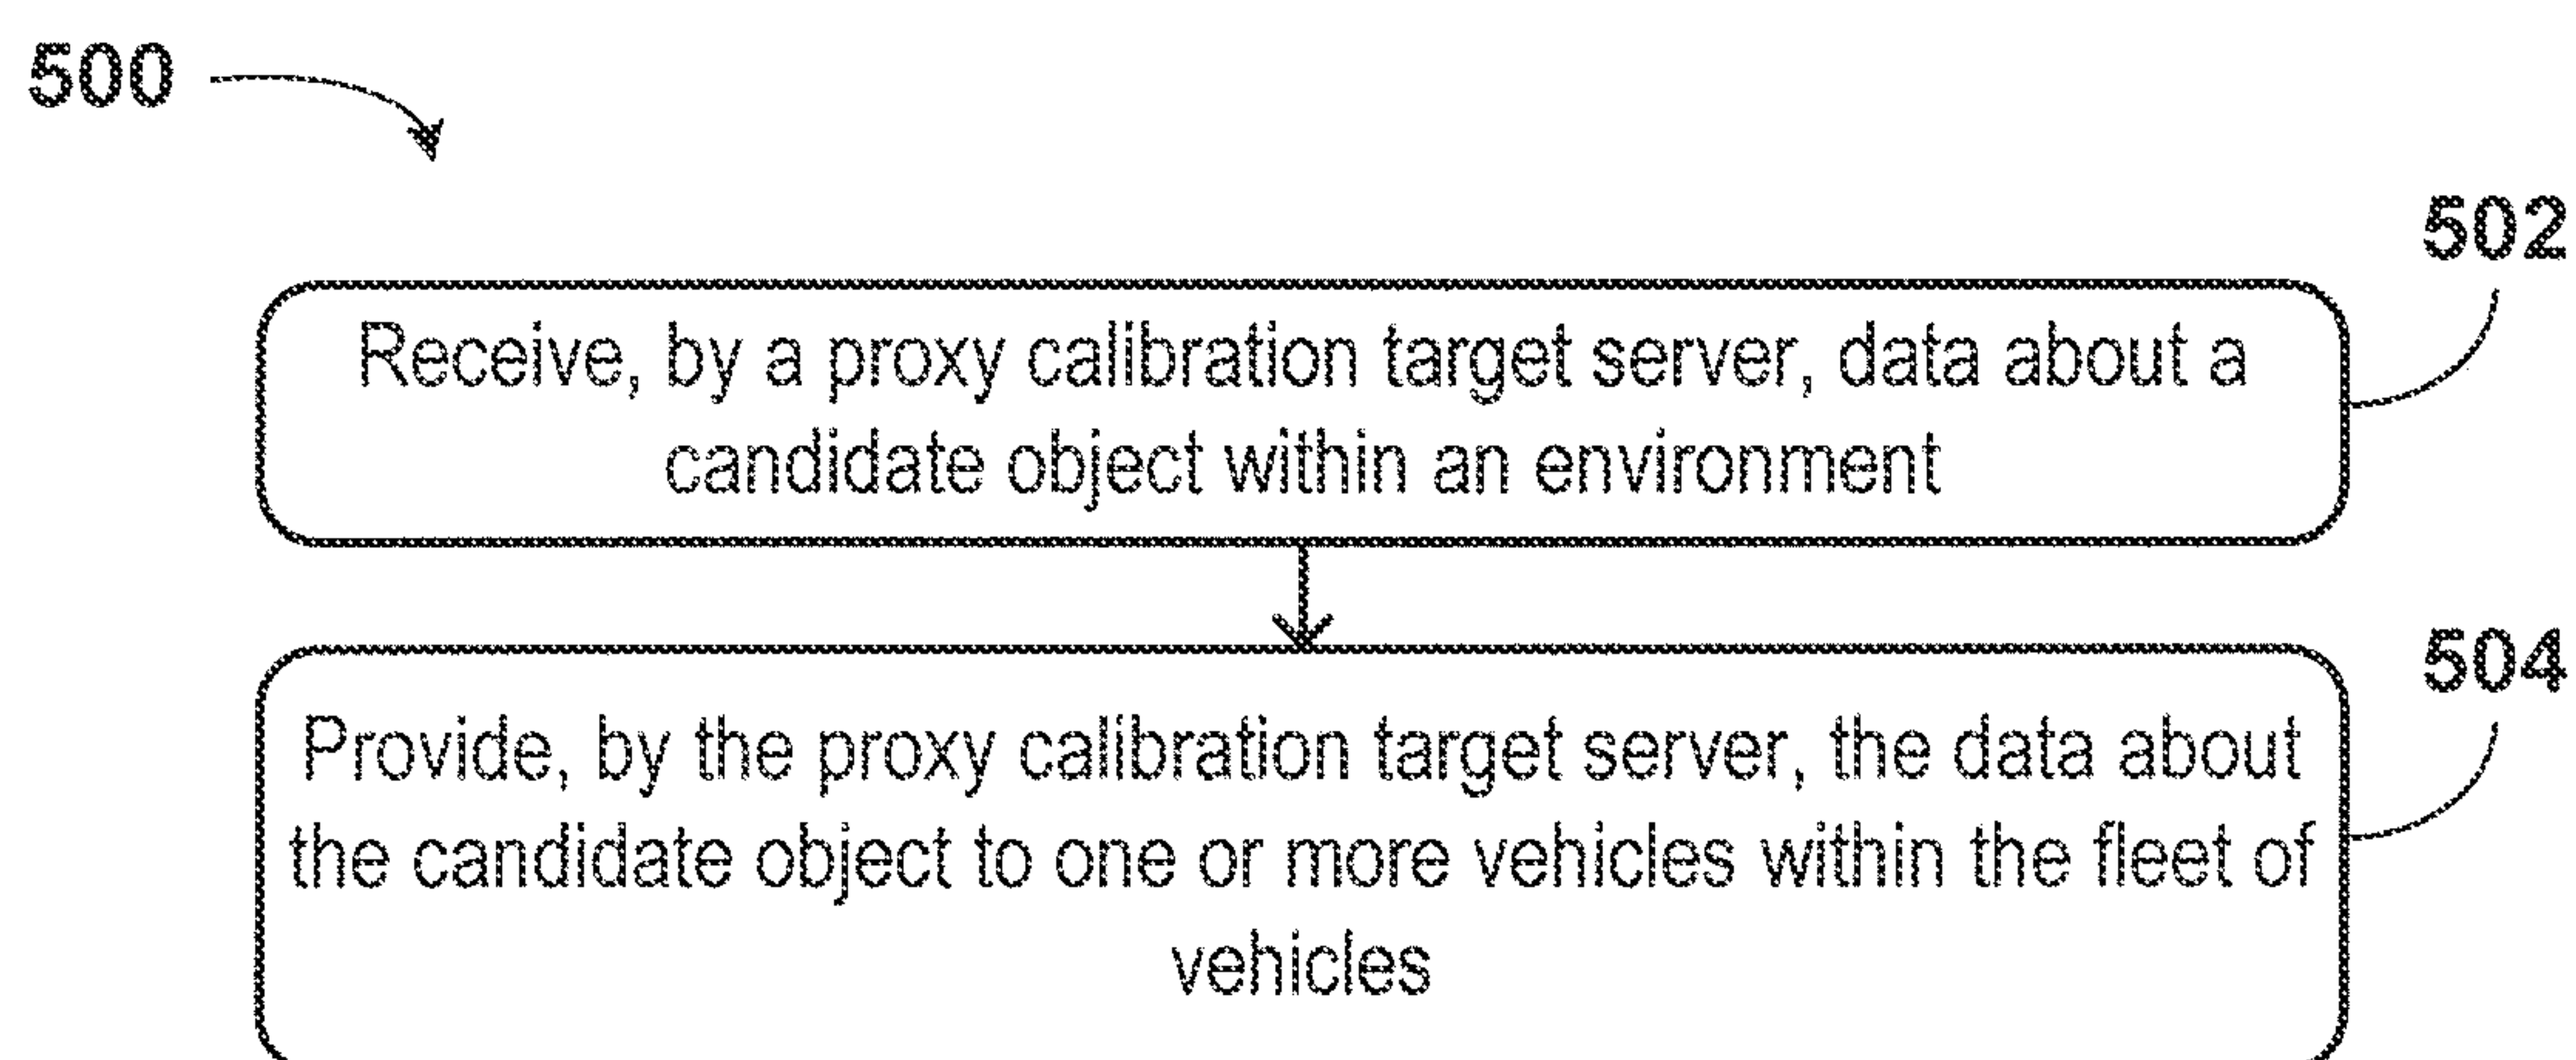 500
502
Receive, by a proxy calibration target server, data about a
candidate object within an environment
504
Provide, by the proxy calibration target server, the data about
the candidate object to one or more vehicles within the fleet of
vehicles